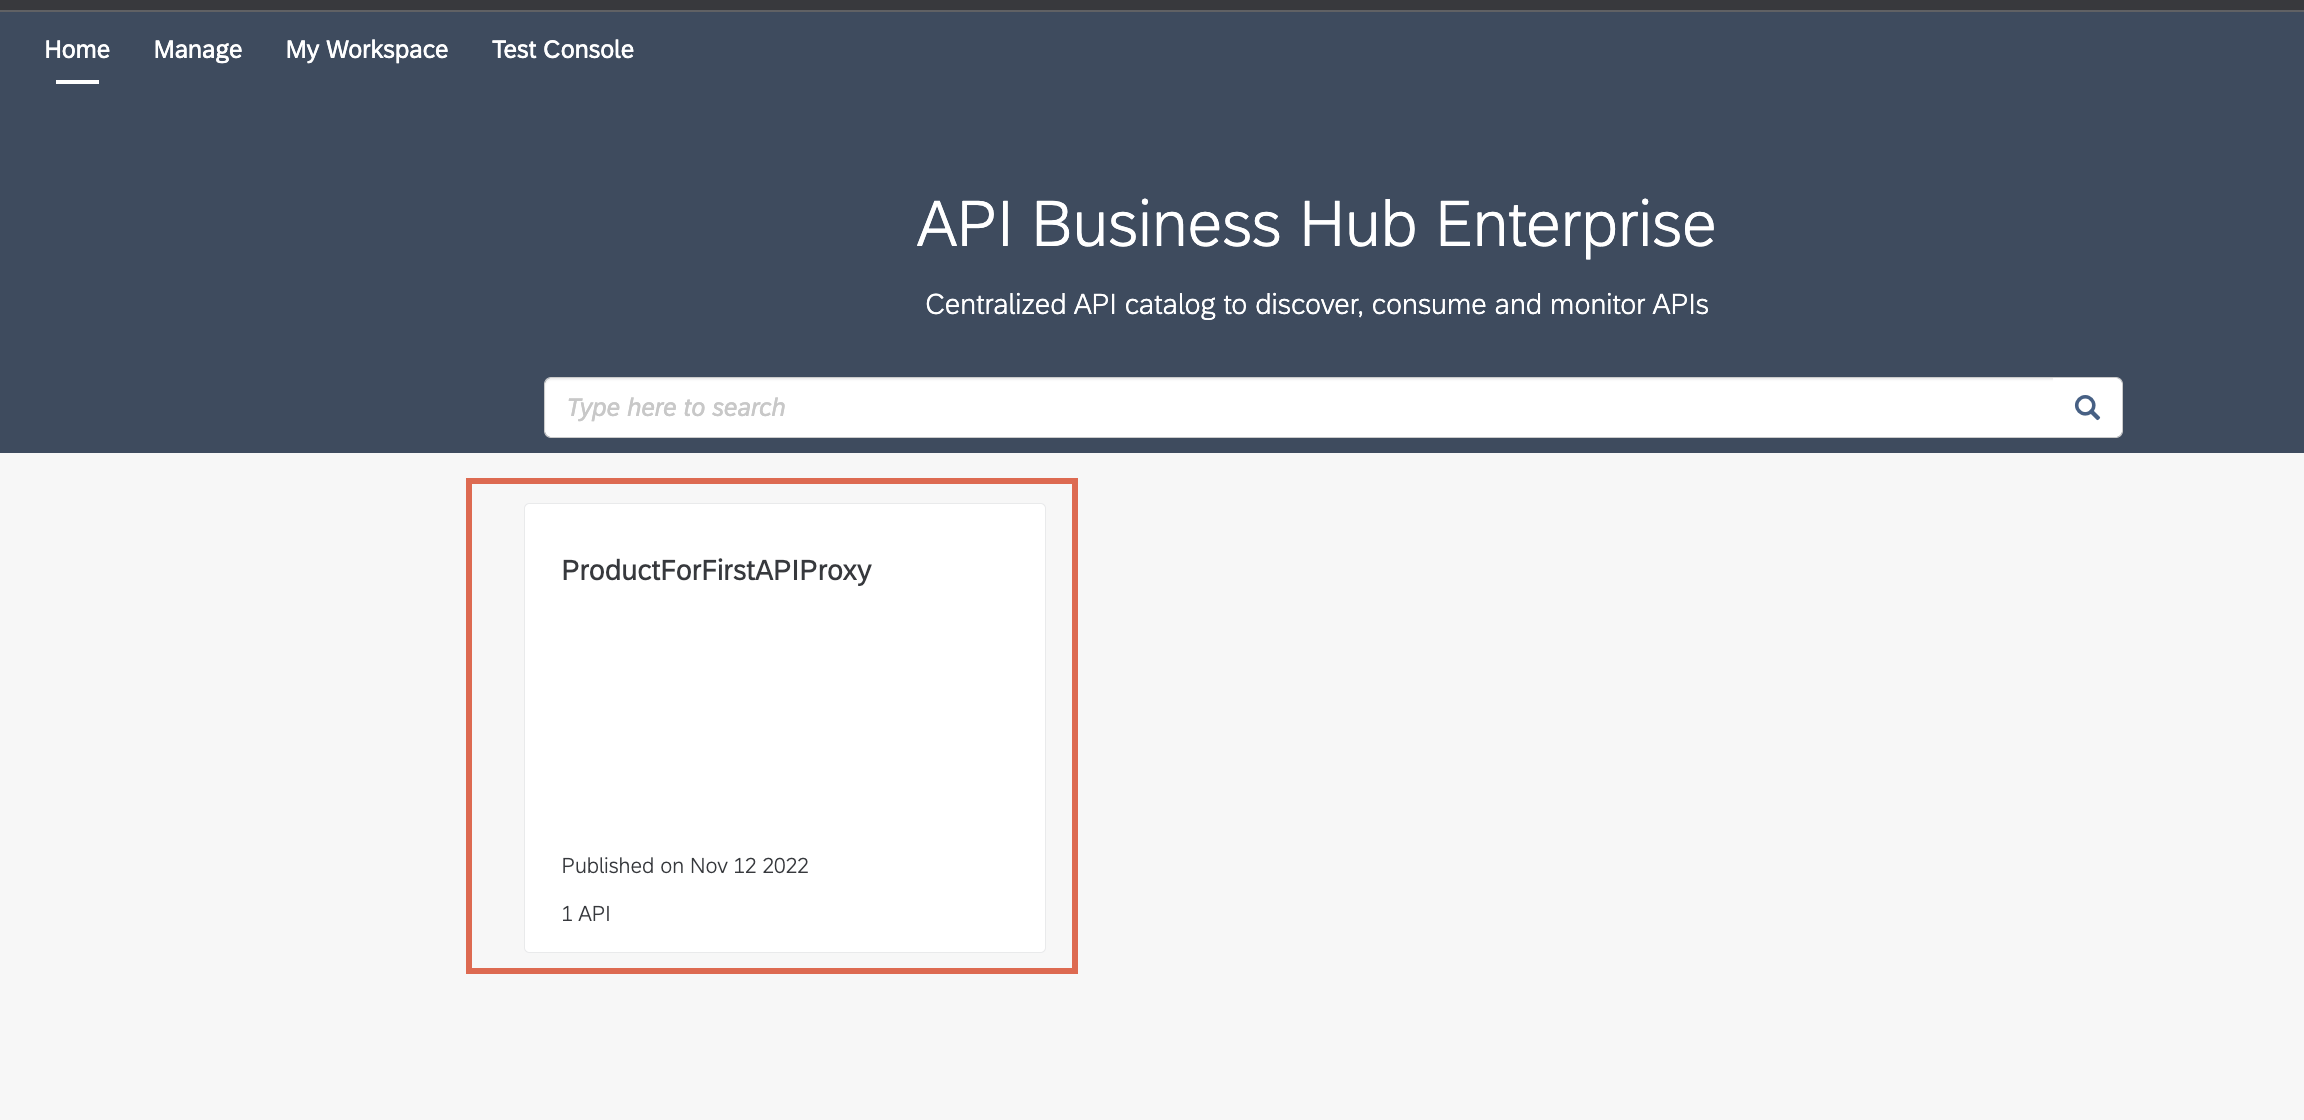 Home Manage My Workspace Test Console
API Business Hub Enterprise
Centralized API catalog to discover, consume and monitor APIs
Type here to search
ProductForFirstAPIProxy
Published on Nov 12 2022
1 API